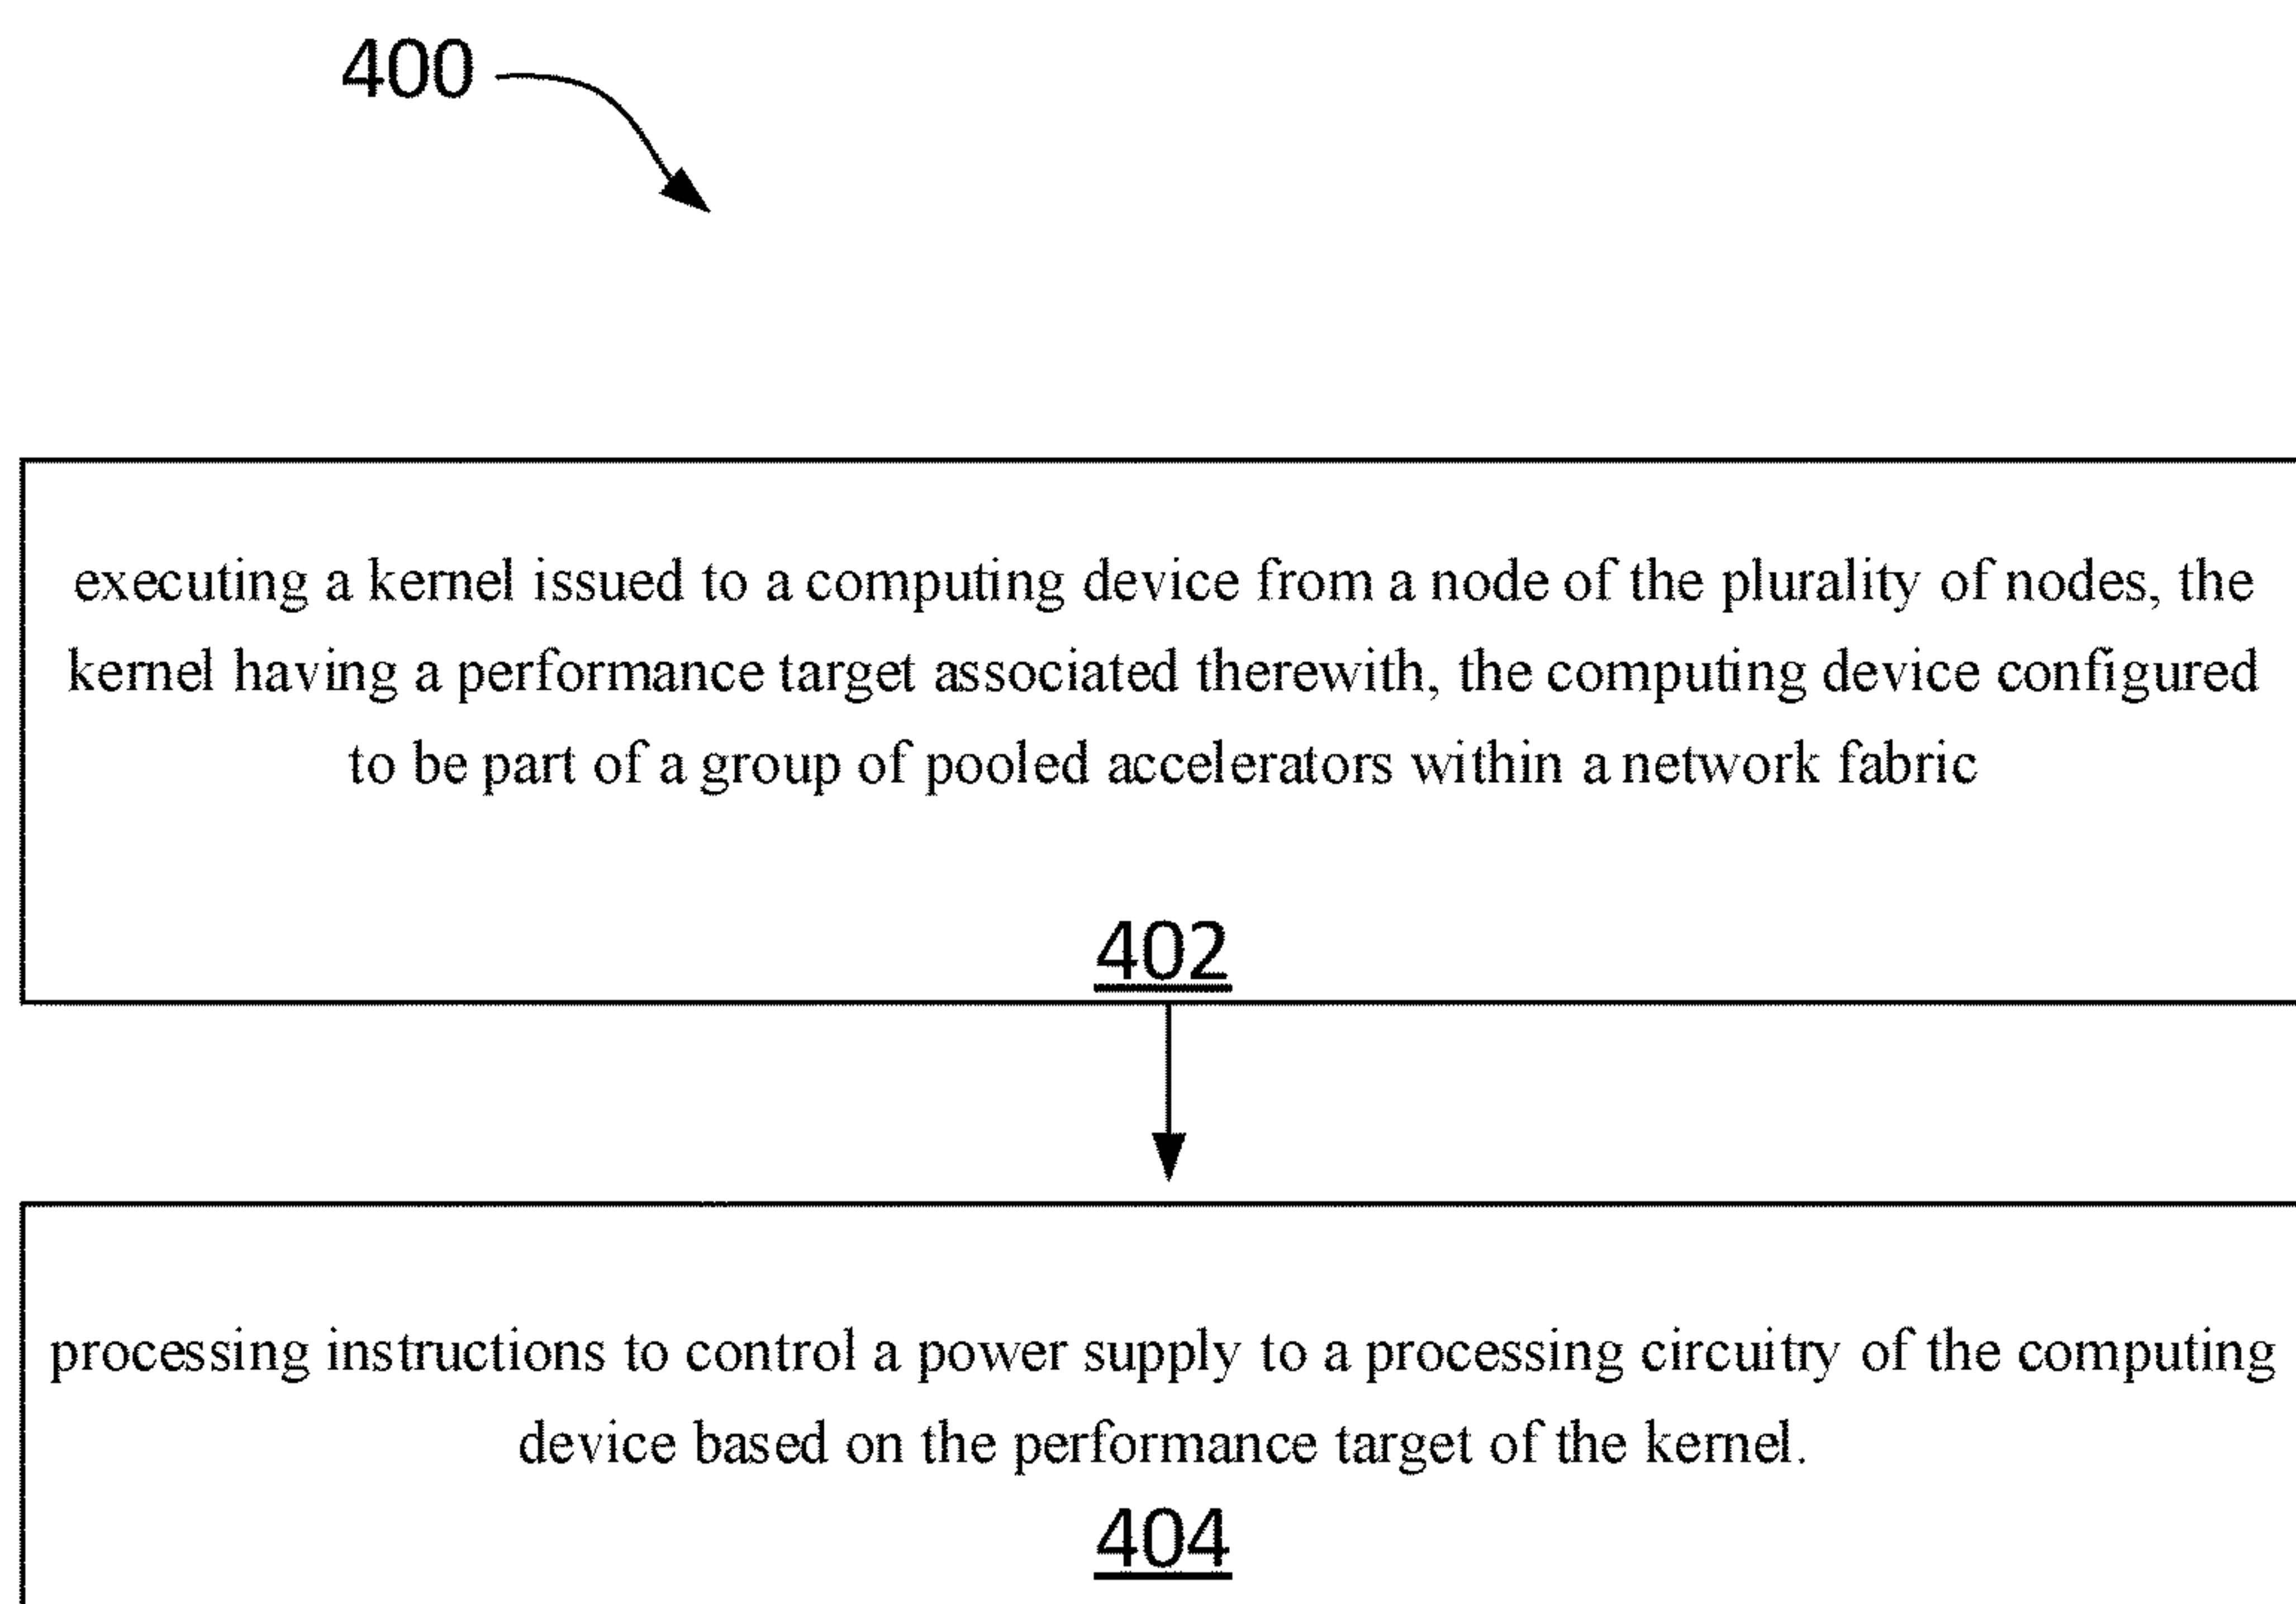 400
executing a kernel issued to a computing device from a node of the plurality of nodes, the
kernel having a performance target associated therewith, the computing device configured
to be part of a group of pooled accelerators within a network fabric
402
processing instructions to control a power supply to a processing circuitry of the computing
device based on the performance target of the kernel.
404